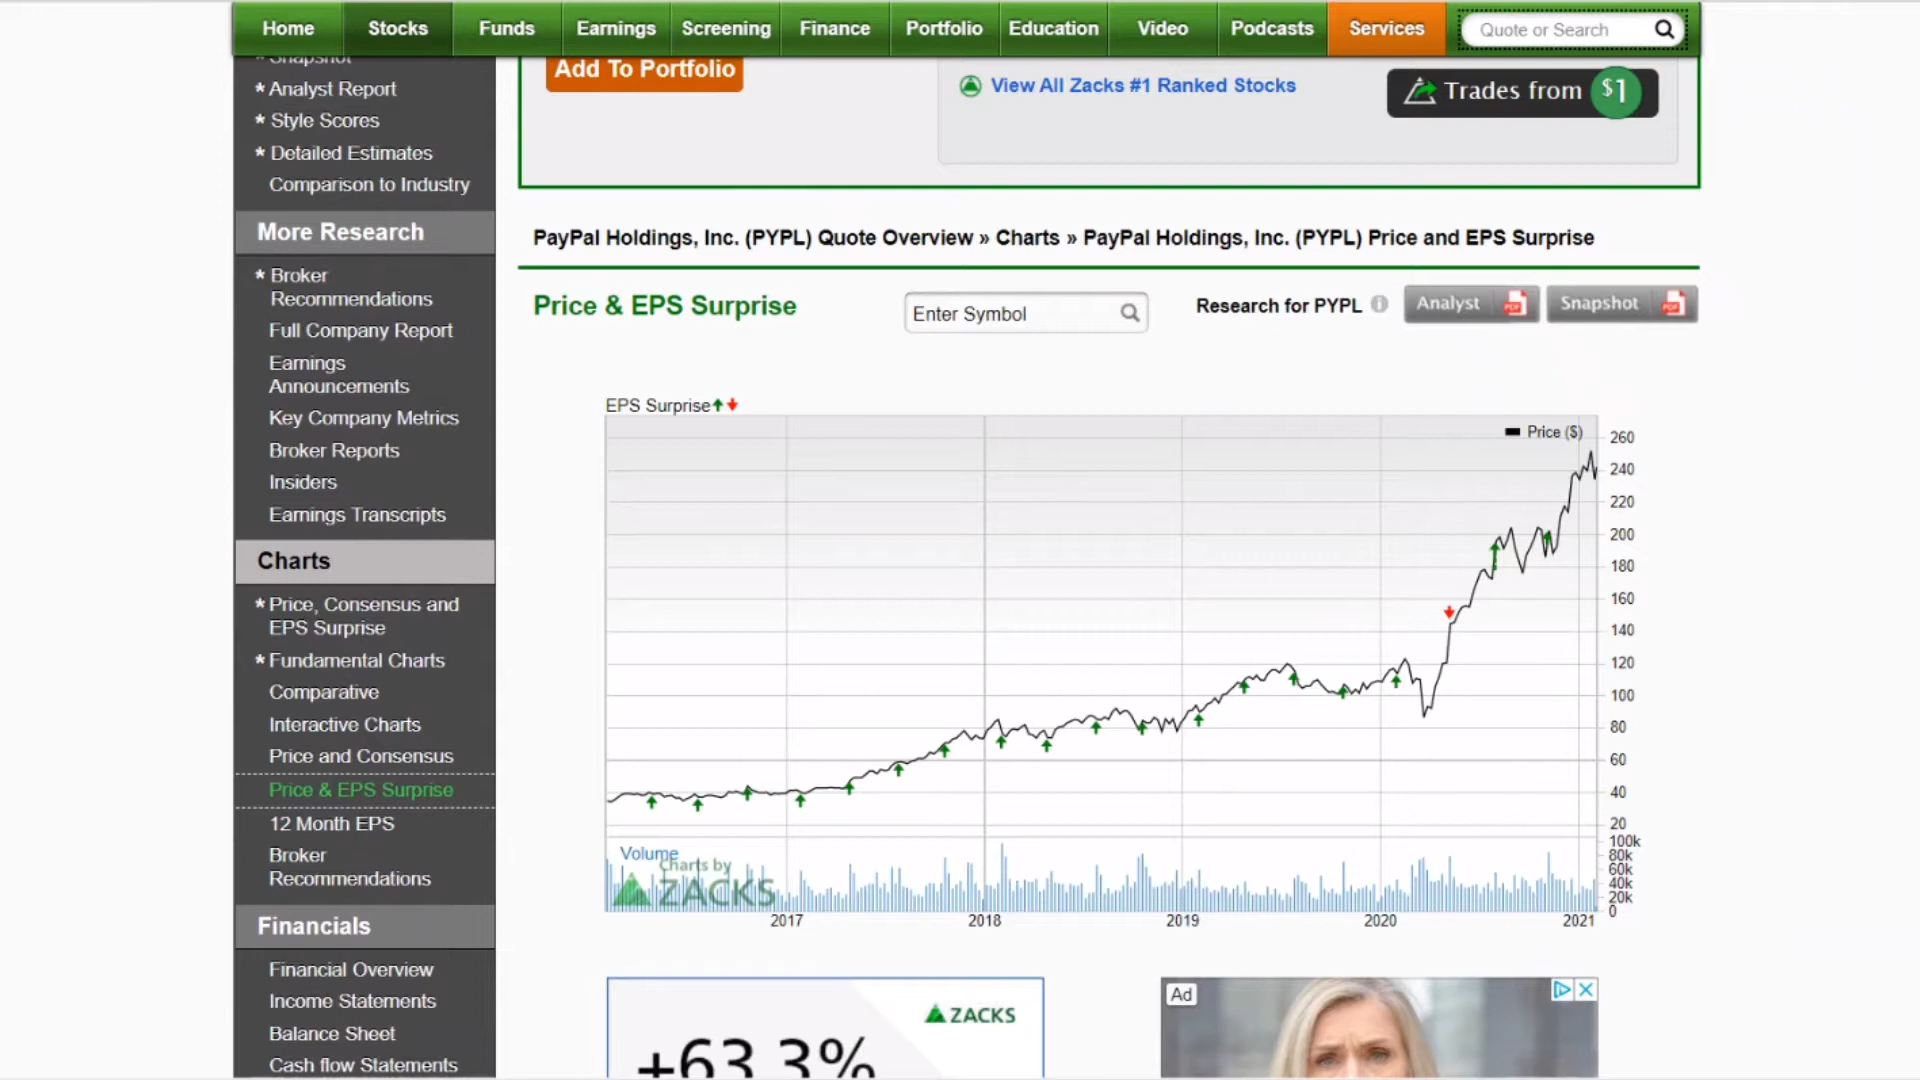 Home Stocks Funds Earnings Screening Finance Portfolio Education Video Podcasts Services Quote or Search
Snapshot
* Analyst Report
* Style Scores
* Detailed Estimates
Comparison to Industry
More Research
* Broker
Recommendations
Full Company Report
Earnings
Announcements
Key Company Metrics
Broker Reports
Insiders
Earnings Transcripts
Charts
* Price, Consensus and
EPS Surprise
* Fundamental Charts
Comparative
Interactive Charts
Price and Consensus
Price & EPS Surprise
12 Month EPS
Broker
Recommendations
Financials
Financial Overview
Income Statements
Balance Sheet
Cash flow Statements
Add To Portfolio
View All Zacks #1 Ranked Stocks
Trades from $1
PayPal Holdings, Inc. (PYPL) Quote Overview » Charts » PayPal Holdings, Inc. (PYPL) Price and EPS Surprise
Price & EPS Surprise
Enter Symbol
Research for PYPL
Analyst PDF
Snapshot PDF
EPS Surprise
Price ($)
260
240
220
200
180
160
140
120
100
80
60
40
20
100k
80k
60k
40k
20k
0
Volume
Charts by
ZACKS
2017 2018 2019 2020 2021
ZACKS
+63.3%
Ad